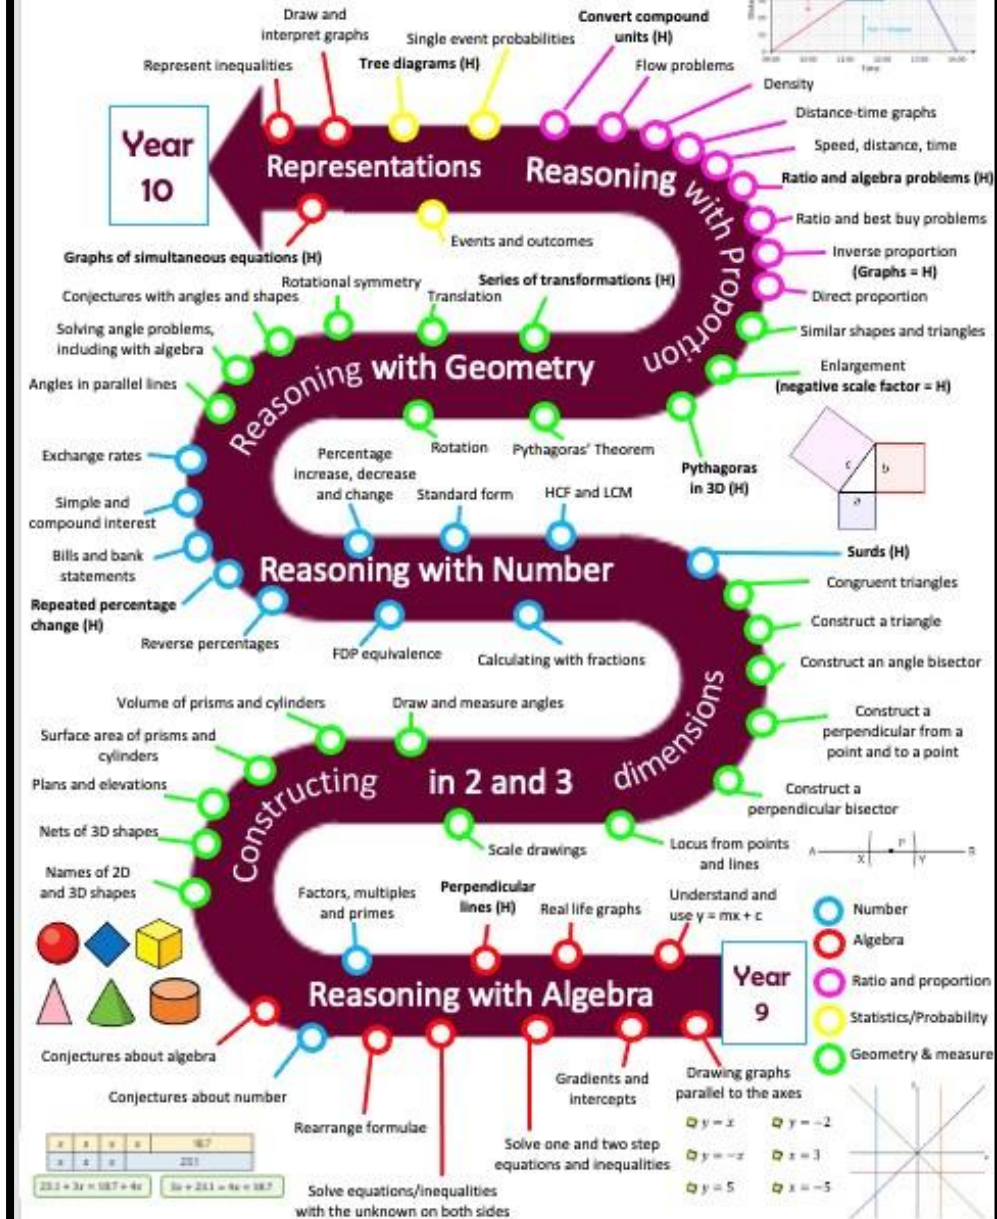 Draw and
interpret graphs
Single event probabilities
Convert compound
units (H)
Represent inequalities
Tree diagrams (H)
Flow problems
Density
Distance-time graphs
Speed, distance, time
Ratio and algebra problems (H)
Ratio and best buy problems
Inverse proportion
(Graphs = H)
Direct proportion
Year
10
Representations
Reasoning with Proportion
Events and outcomes
Graphs of simultaneous equations (H)
Rotational symmetry
Series of transformations (H)
Conjectures with angles and shapes
Translation
Solving angle problems,
including with algebra
Similar shapes and triangles
Enlargement
(negative scale factor = H)
Angles in parallel lines
Reasoning with Geometry
Rotation
Pythagoras' Theorem
Pythagoras
in 3D (H)
c
b
a
Exchange rates
Percentage
increase, decrease
and change
Standard form
HCF and LCM
Simple and
compound interest
Bills and bank
statements
Surds (H)
Reasoning with Number
Congruent triangles
Repeated percentage
change (H)
Construct a triangle
Reverse percentages
FDP equivalence
Calculating with fractions
Construct an angle bisector
Volume of prisms and cylinders
Draw and measure angles
Construct a
perpendicular from a
point and to a point
Surface area of prisms and
cylinders
Plans and elevations
Constructing in 2 and 3 dimensions
Construct a
perpendicular bisector
Nets of 3D shapes
Scale drawings
Locus from points
and lines
A
X
P
Y
B
Names of 2D
and 3D shapes
Factors, multiples
and primes
Perpendicular
lines (H)
Real life graphs
Understand and
use y = mx + c
Number
Algebra
Ratio and proportion
Statistics/Probability
Geometry & measure
Reasoning with Algebra
Year
9
Conjectures about algebra
Conjectures about number
Rearrange formulae
Solve equations/inequalities
with the unknown on both sides
Solve one and two step
equations and inequalities
Gradients and
intercepts
Drawing graphs
parallel to the axes
y = x
y = −2
y = −x
x = 3
y = 5
x = −5